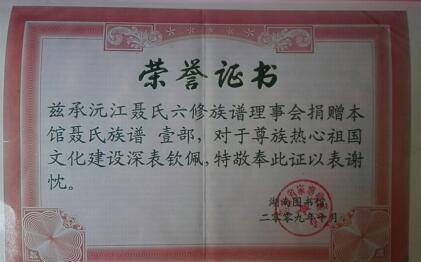 荣誉证书
兹承沅江聂氏六修族谱理事会捐赠本
馆聂氏族谱 壹部，对于尊族热心祖国
文化建设深表钦佩，特敬奉此证以表谢
忱。
湖南图书馆
二零零九年十月